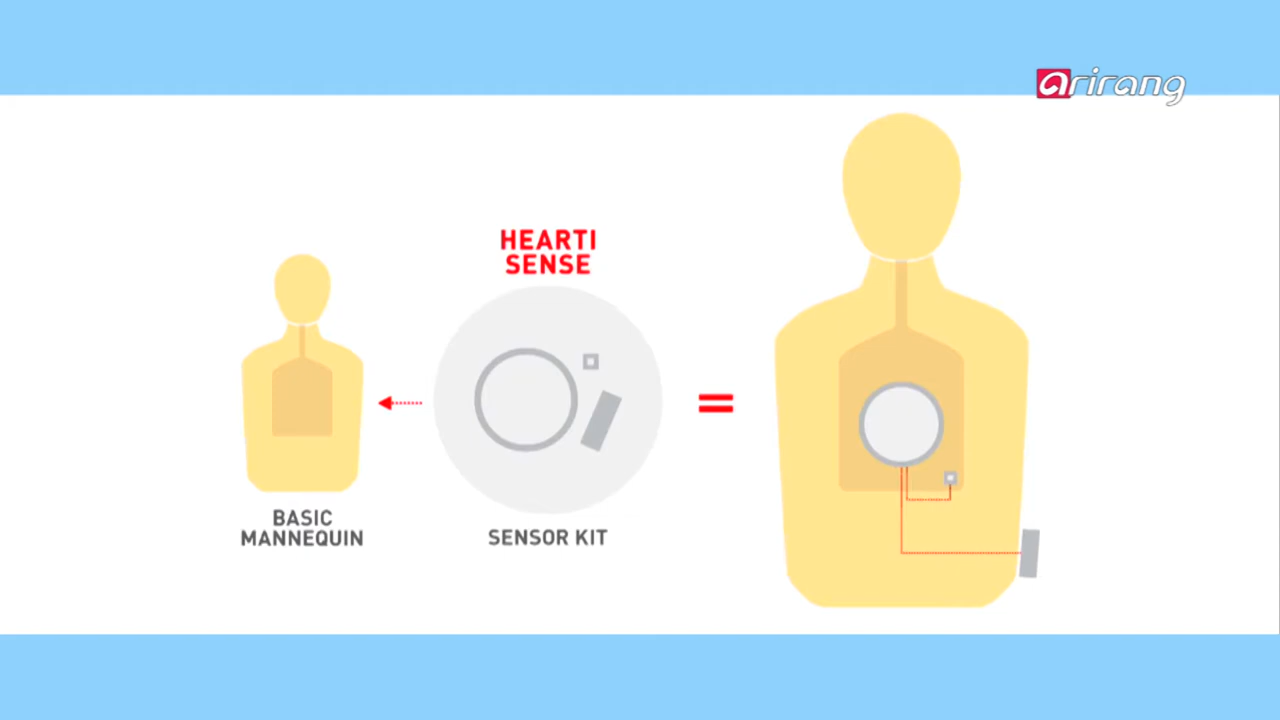 arirang
HEARTI
SENSE
BASIC
MANNEQUIN
SENSOR KIT